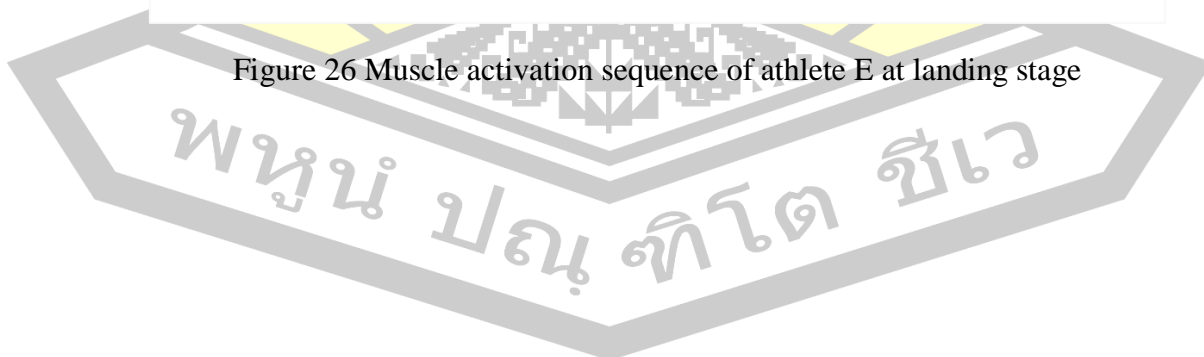 Figure 26 Muscle activation sequence of athlete E at landing stage
พหูนํ ปณฺฑิโต ชีเว